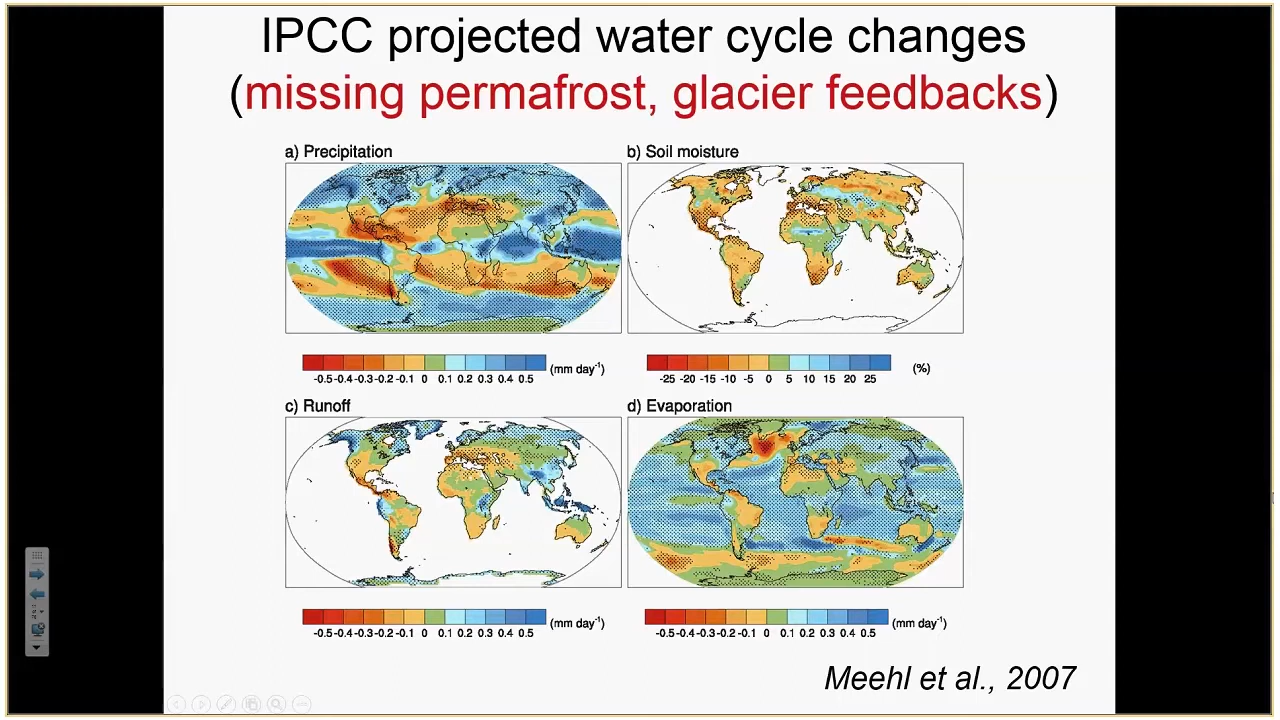 IPCC projected water cycle changes
(missing permafrost, glacier feedbacks)
a) Precipitation
b) Soil moisture
-0.5 -0.4 -0.3 -0.2 -0.1 0 0.1 0.2 0.3 0.4 0.5 (mm day⁻¹)
-25 -20 -15 -10 -5 0 5 10 15 20 25 (%)
c) Runoff
d) Evaporation
-0.5 -0.4 -0.3 -0.2 -0.1 0 0.1 0.2 0.3 0.4 0.5 (mm day⁻¹)
-0.5 -0.4 -0.3 -0.2 -0.1 0 0.1 0.2 0.3 0.4 0.5 (mm day⁻¹)
Meehl et al., 2007